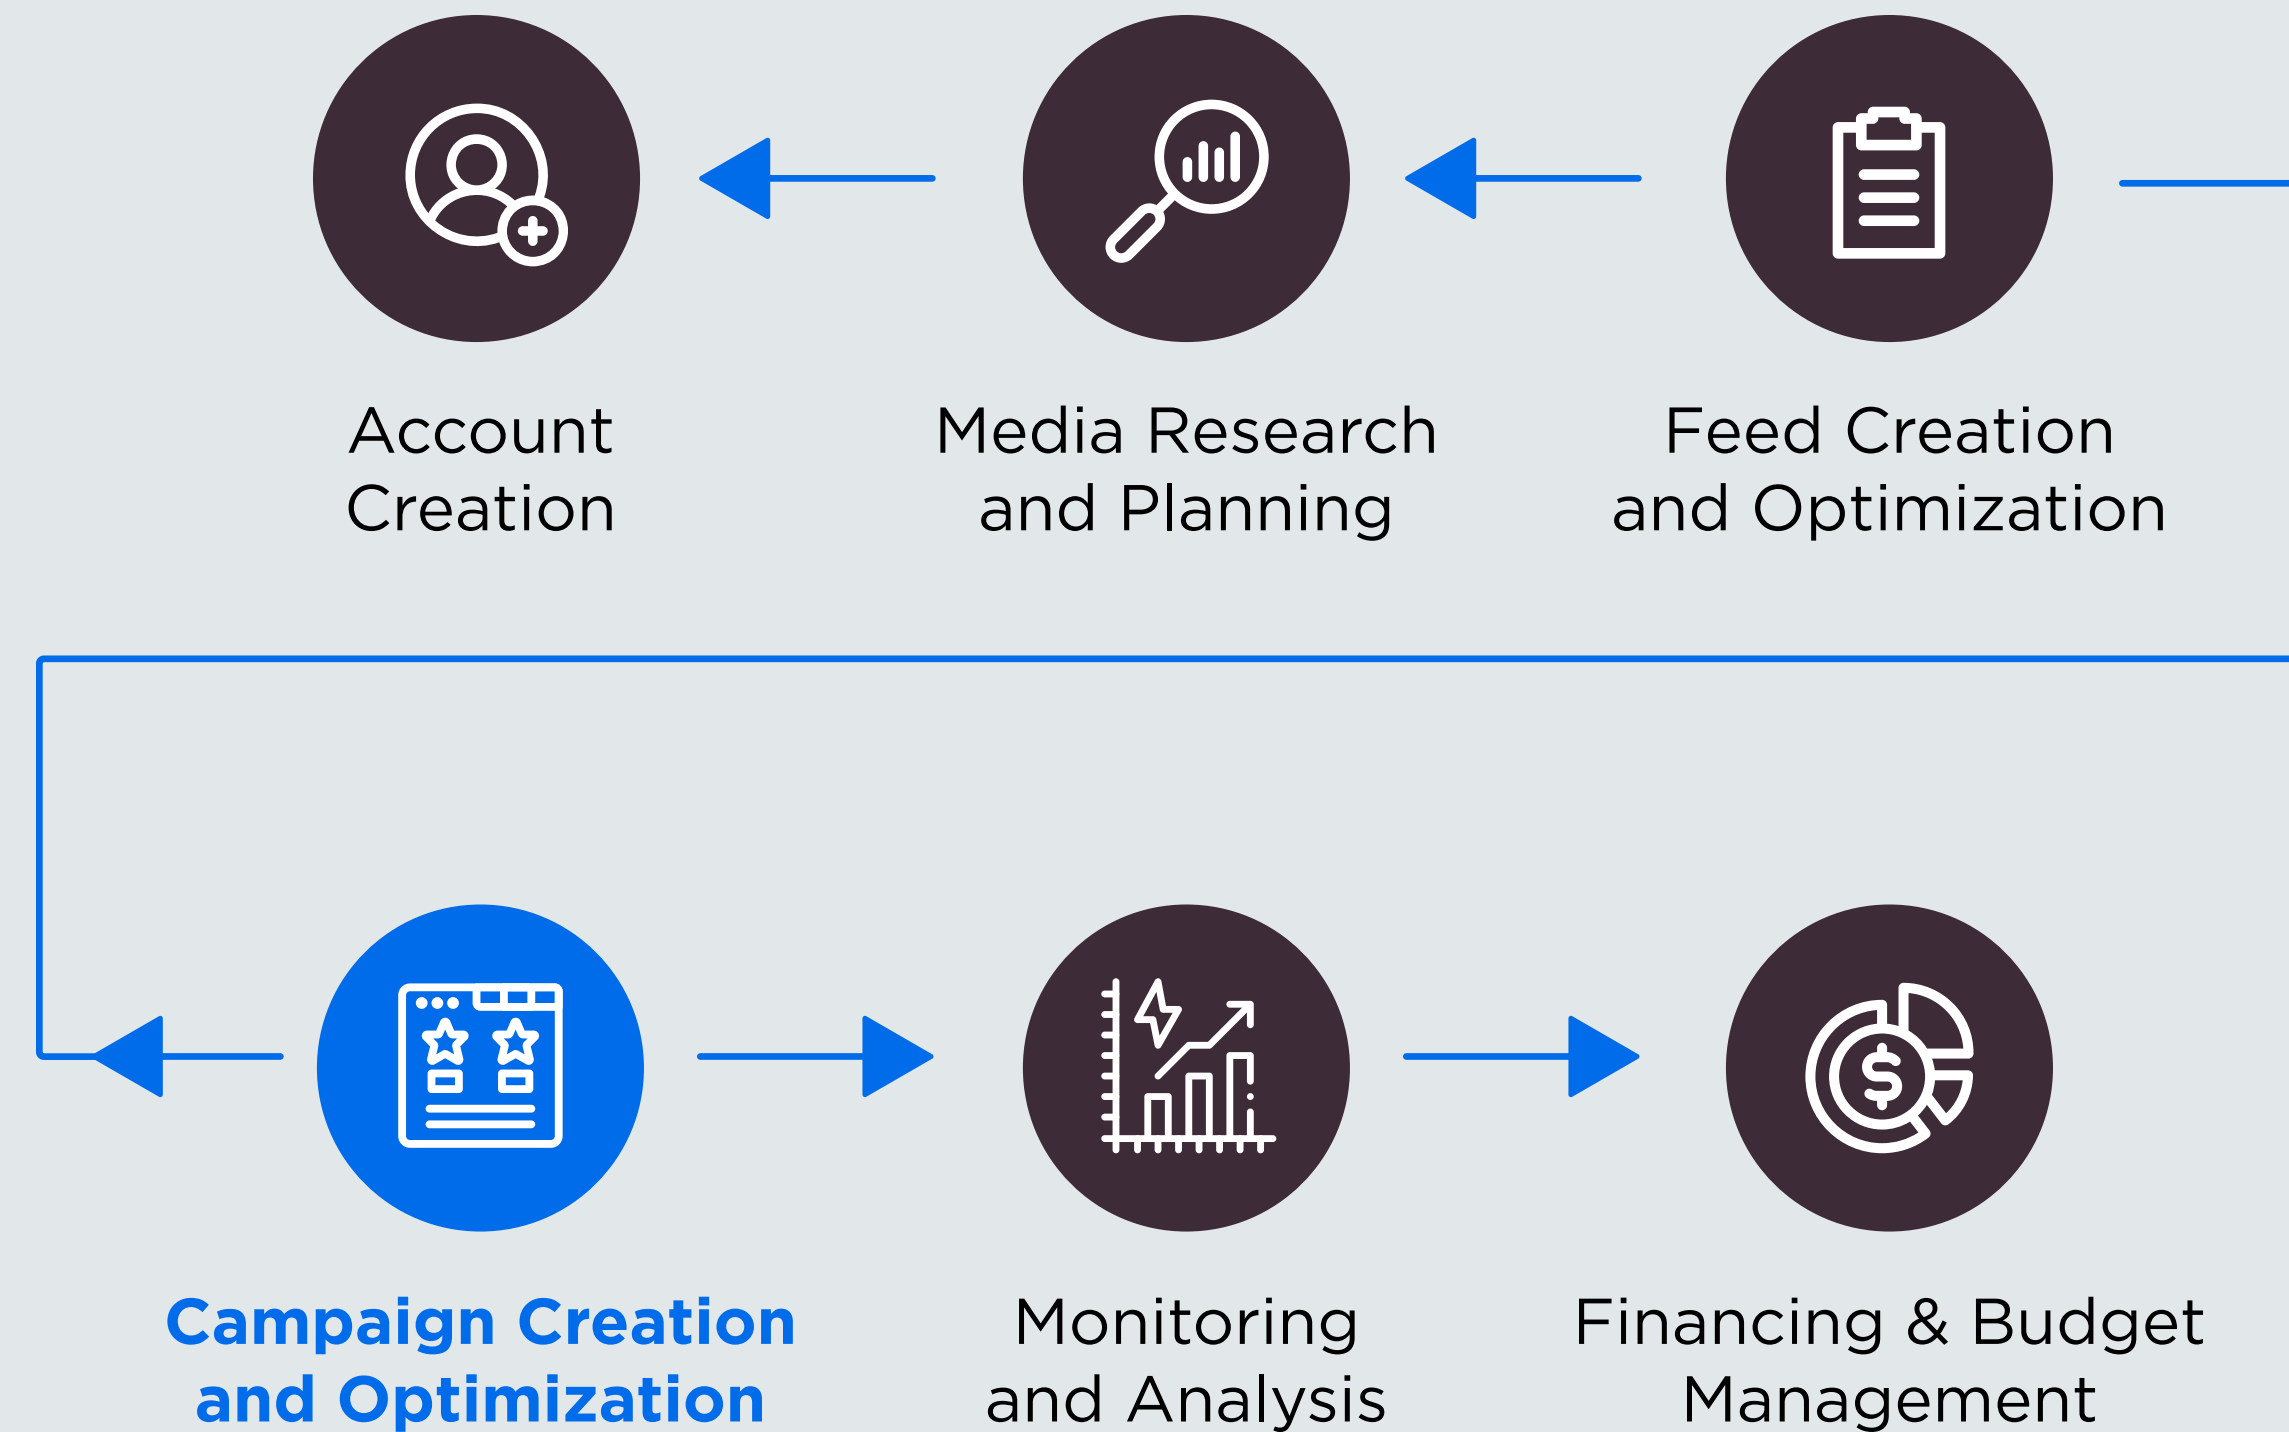 Account
Creation
Media Research
and Planning
Feed Creation
and Optimization
Campaign Creation
and Optimization
Monitoring
and Analysis
Financing & Budget
Management